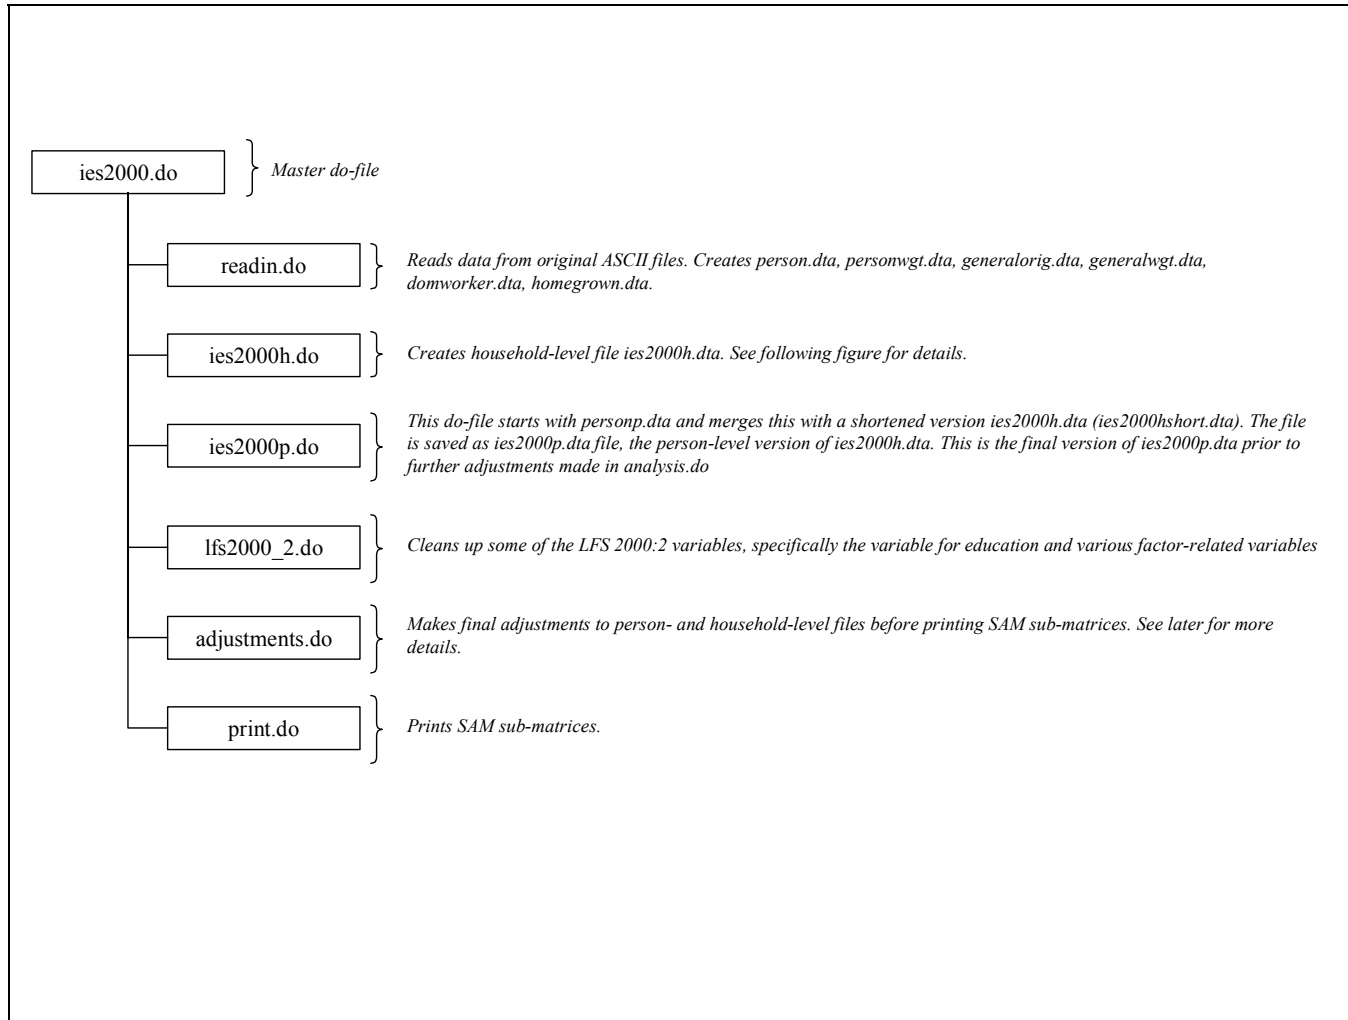 ies2000.do
Master do-file
readin.do
Reads data from original ASCII files. Creates person.dta, personwgt.dta, generalorig.dta, generalwgt.dta,
domworker.dta, homegrown.dta.
ies2000h.do
Creates household-level file ies2000h.dta. See following figure for details.
ies2000p.do
This do-file starts with personp.dta and merges this with a shortened version ies2000h.dta (ies2000hshort.dta). The file
is saved as ies2000p.dta file, the person-level version of ies2000h.dta. This is the final version of ies2000p.dta prior to
further adjustments made in analysis.do
lfs2000_2.do
Cleans up some of the LFS 2000:2 variables, specifically the variable for education and various factor-related variables
adjustments.do
Makes final adjustments to person- and household-level files before printing SAM sub-matrices. See later for more
details.
print.do
Prints SAM sub-matrices.